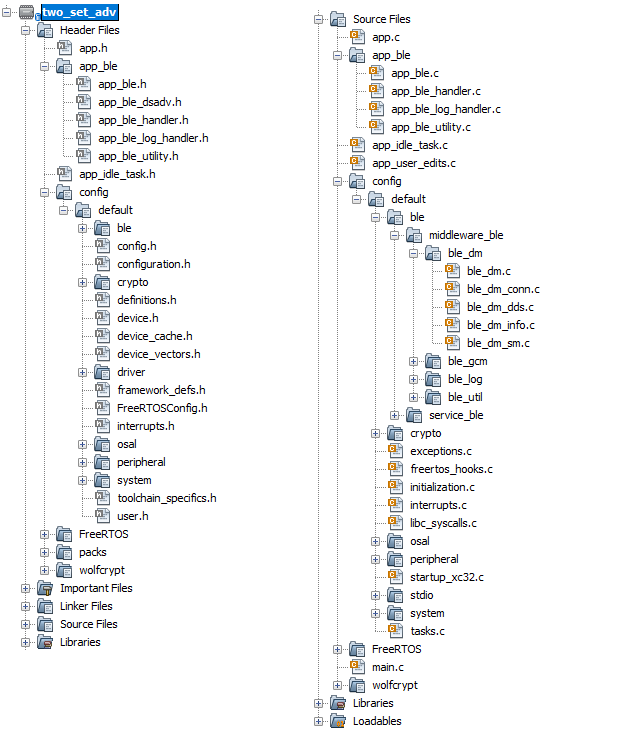 two_set_adv
Header Files
app.h
app_ble
app_ble.h
app_ble_dsadv.h
app_ble_handler.h
app_ble_log_handler.h
app_ble_utility.h
app_idle_task.h
config
default
ble
config.h
configuration.h
crypto
definitions.h
device.h
device_cache.h
device_vectors.h
driver
framework_defs.h
FreeRTOSConfig.h
interrupts.h
osal
peripheral
system
toolchain_specifics.h
user.h
FreeRTOS
packs
wolfcrypt
Important Files
Linker Files
Source Files
Libraries
Source Files
app.c
app_ble
app_ble.c
app_ble_handler.c
app_ble_log_handler.c
app_ble_utility.c
app_idle_task.c
app_user_edits.c
config
default
ble
middleware_ble
ble_dm
ble_dm.c
ble_dm_conn.c
ble_dm_dds.c
ble_dm_info.c
ble_dm_sm.c
ble_gcm
ble_log
ble_util
service_ble
crypto
exceptions.c
freertos_hooks.c
initialization.c
interrupts.c
libc_syscalls.c
osal
peripheral
startup_xc32.c
stdio
system
tasks.c
FreeRTOS
main.c
wolfcrypt
Libraries
Loadables